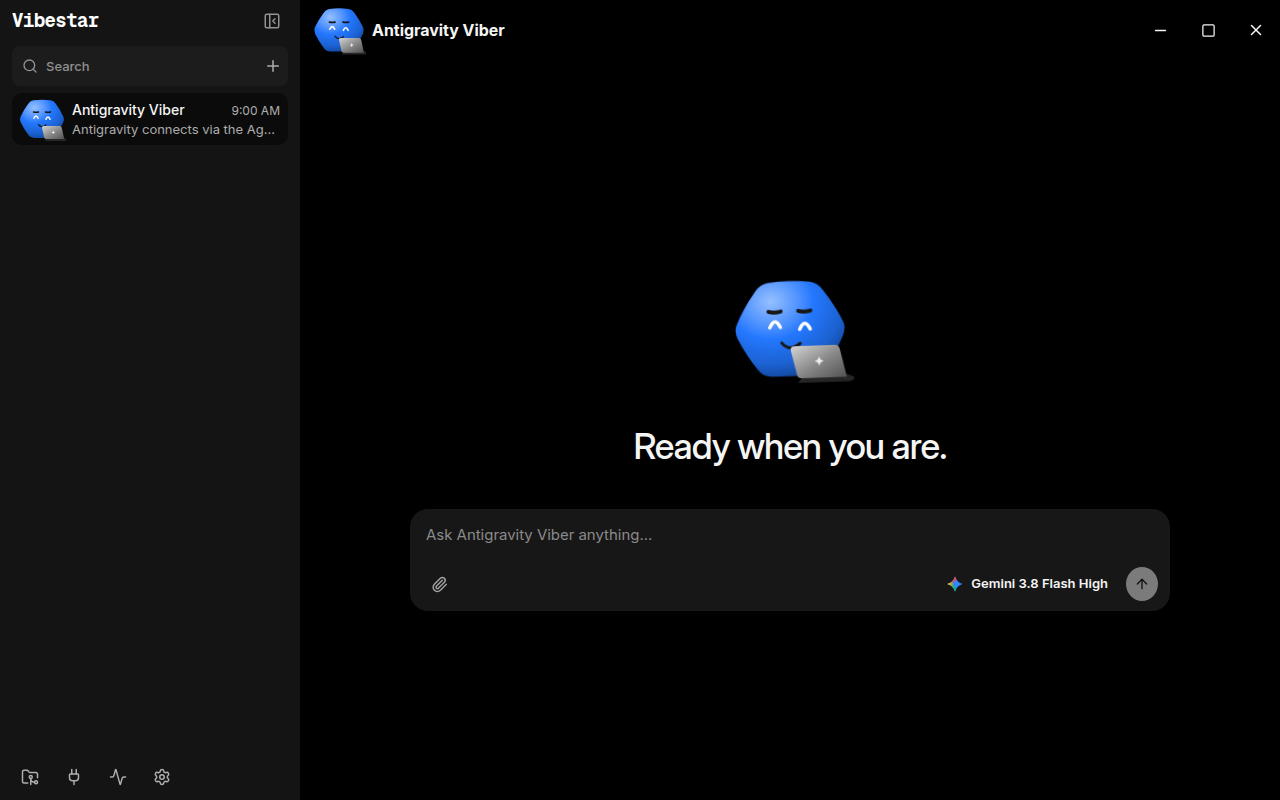 Vibestar
Search
Antigravity Viber
9:00 AM
Antigravity connects via the Ag...
Antigravity Viber
Ready when you are.
Ask Antigravity Viber anything...
Gemini 3.8 Flash High